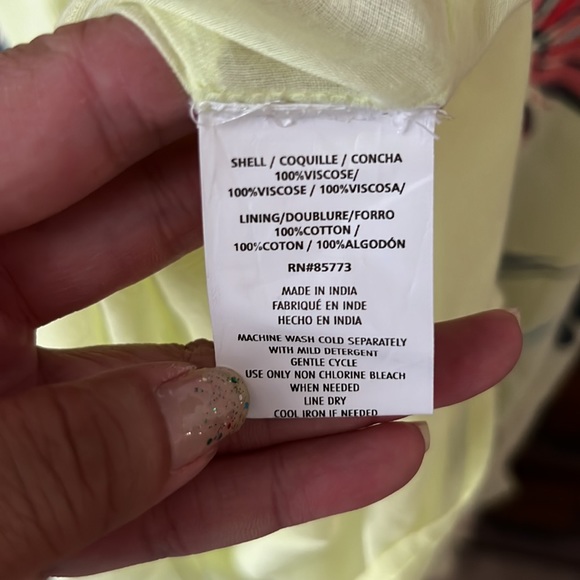 SHELL / COQUILLE / CONCHA
100%VISCOSE/
100%VISCOSE / 100%VISCOSA/
LINING/DOUBLURE/FORRO
100%COTTON /
100%COTON / 100%ALGODÓN
RN#85773
MADE IN INDIA
FABRIQUÉ EN INDE
HECHO EN INDIA
MACHINE WASH COLD SEPARATELY
WITH MILD DETERGENT
GENTLE CYCLE
USE ONLY NON CHLORINE BLEACH
WHEN NEEDED
LINE DRY
COOL IRON IF NEEDED